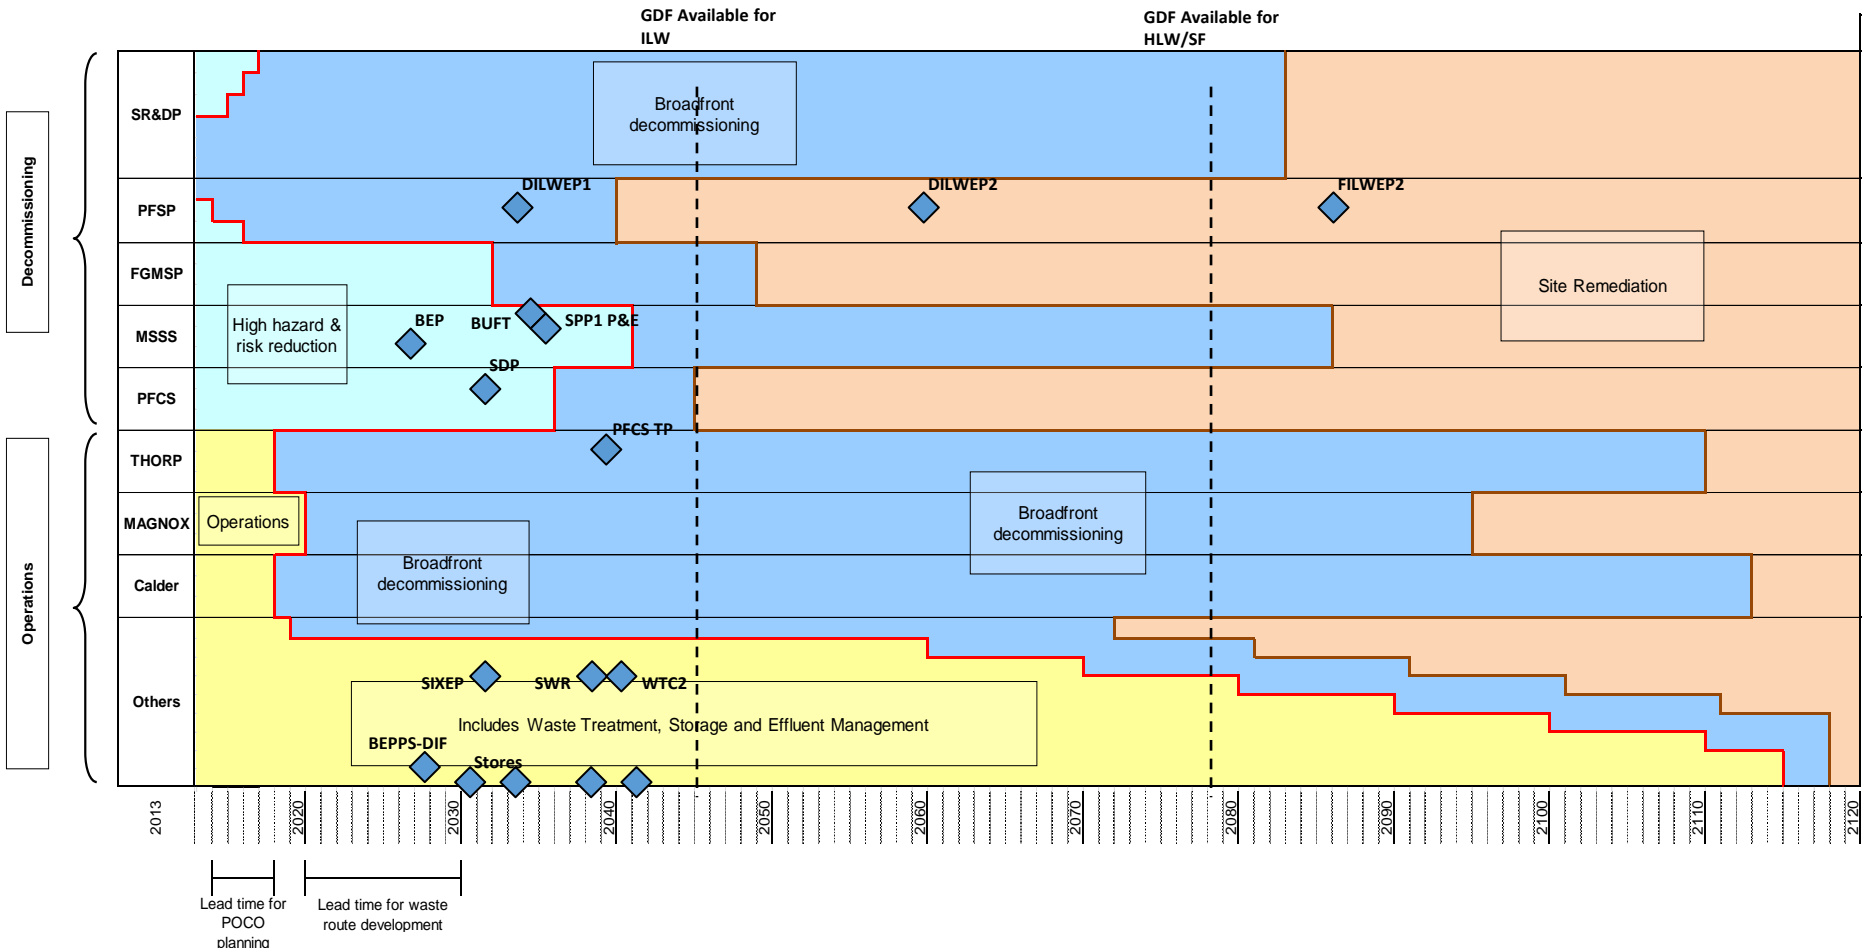 GDF Available for
ILW
GDF Available for
HLW/SF
Decommissioning
Operations
SR&DP
PFSP
FGMSP
MSSS
PFCS
THORP
MAGNOX
Calder
Others
Broadfront
decommissioning
DILWEP1
DILWEP2
FILWEP2
Site Remediation
High hazard &
risk reduction
BEP
BUFT
SPP1 P&E
SDP
PFCS TP
Operations
Broadfront
decommissioning
Broadfront
decommissioning
SIXEP
SWR
WTC2
Includes Waste Treatment, Storage and Effluent Management
BEPPS-DIF
Stores
2013
2020
2030
2040
2050
2060
2070
2080
2090
2100
2110
2120
Lead time for
POCO
planning
Lead time for waste
route development